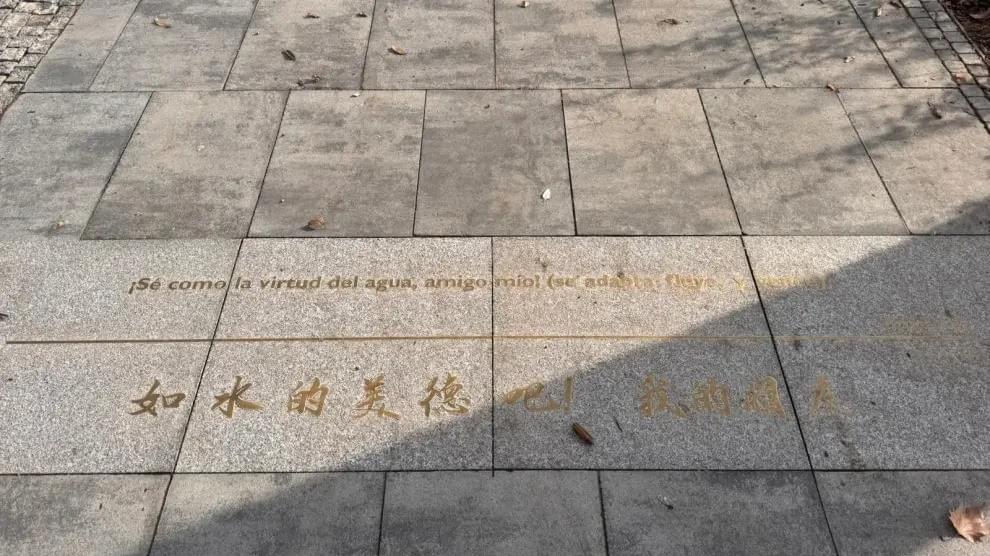 ¡Sé como la virtud del agua, amigo mío! (se adapta, fluye, y
如水的美德吧! 我的朋友